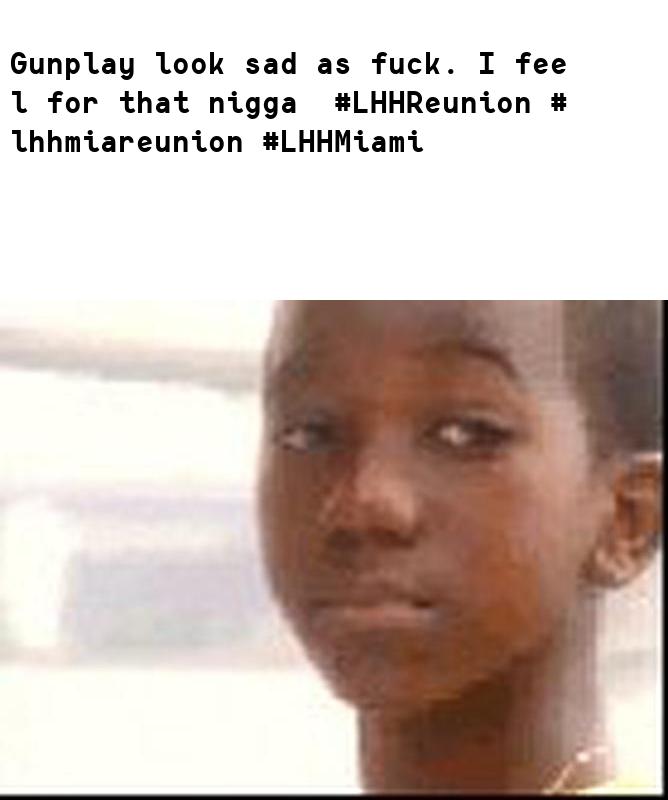 Gunplay look sad as fuck. I fee
l for that nigga  #LHHReunion #
lhhmiareunion #LHHMiami